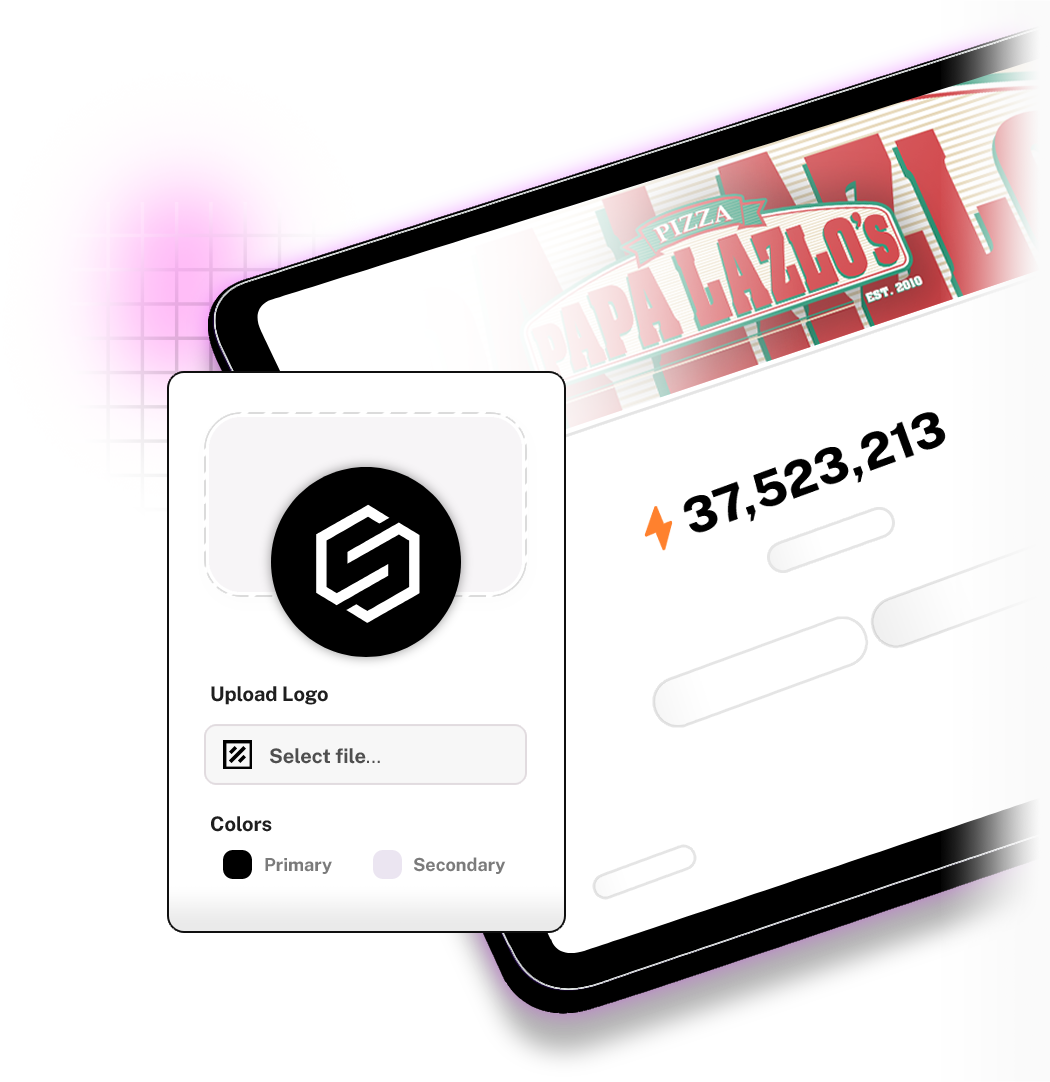 PIZZA
PAPA LAZLO'S
EST. 2010
37,523,213
Upload Logo
Select file...
Colors
Primary
Secondary